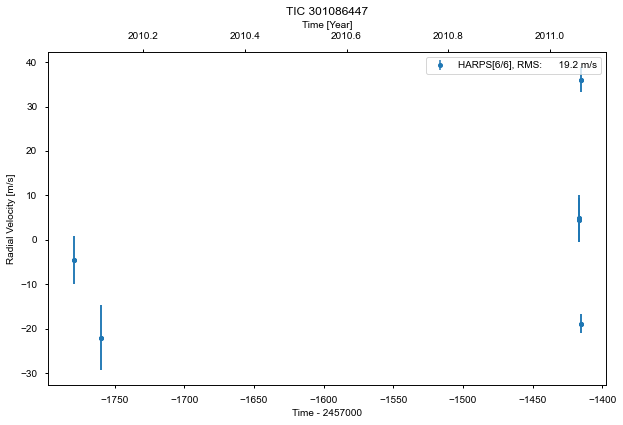 TIC 301086447
Time [Year]
2010.2 2010.4 2010.6 2010.8 2011.0
HARPS[6/6], RMS: 19.2 m/s
40
30
20
10
0
−10
−20
−30
Radial Velocity [m/s]
−1750 −1700 −1650 −1600 −1550 −1500 −1450 −1400
Time - 2457000